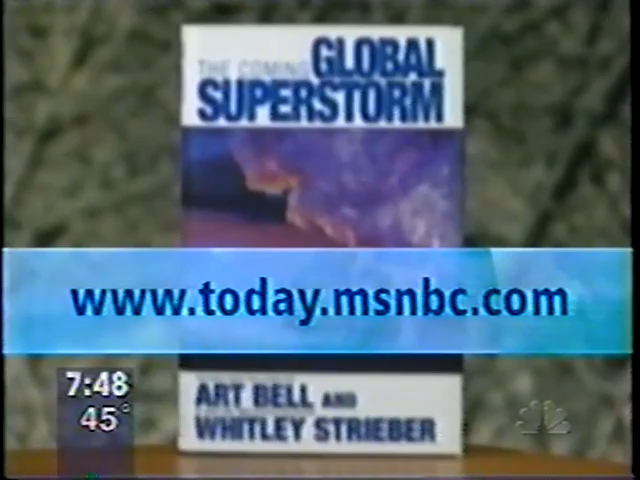 THE COMING GLOBAL
SUPERSTORM
www.today.msnbc.com
7:48
45°
ART BELL AND
WHITLEY STRIEBER